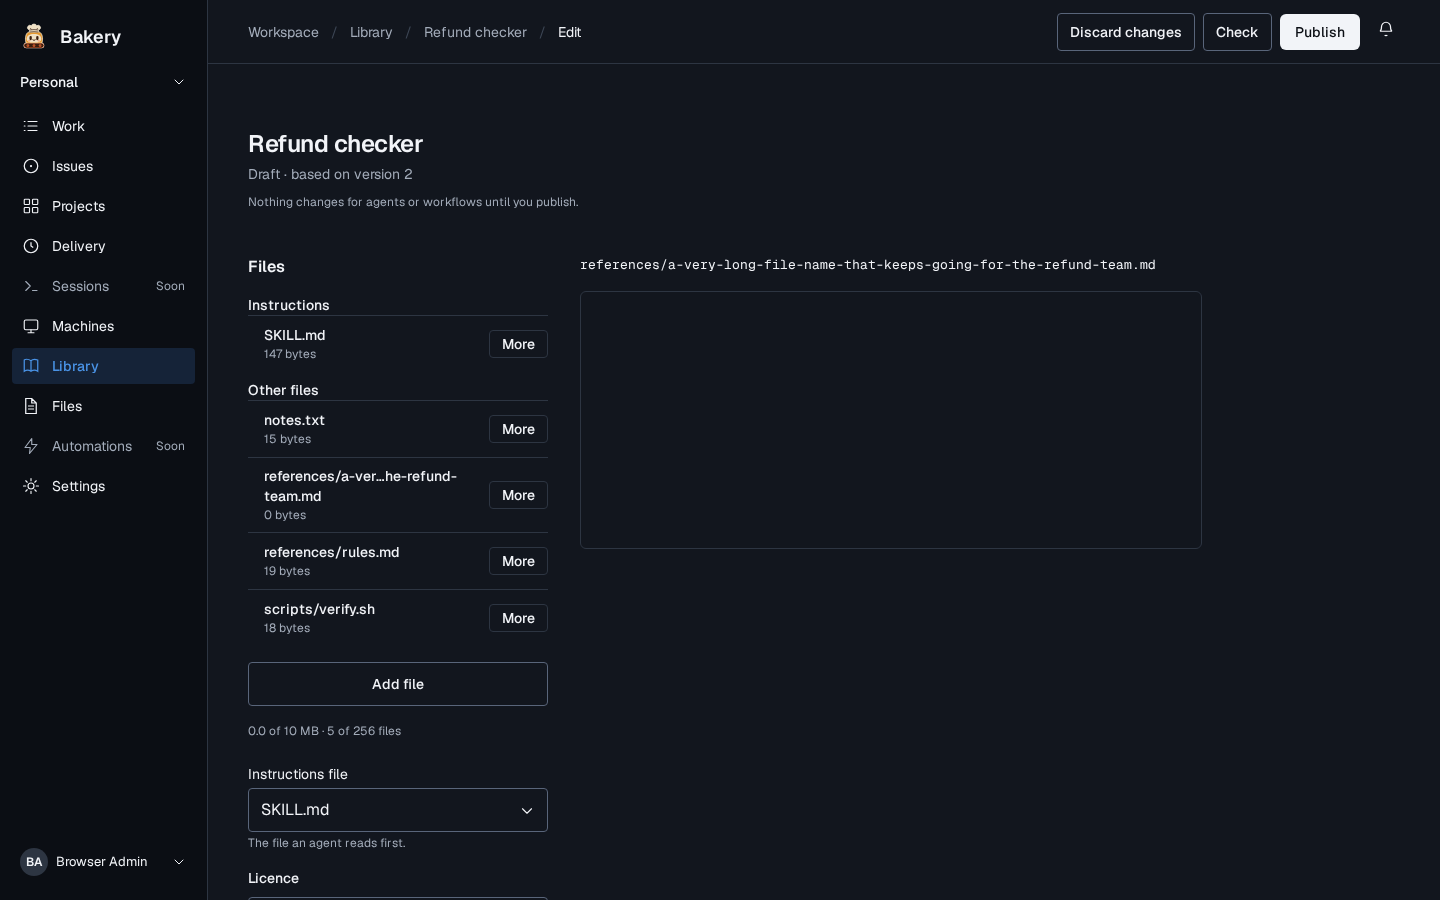 Bakery
Personal
Work
Issues
Projects
Delivery
Sessions Soon
Machines
Library
Files
Automations Soon
Settings
BA Browser Admin
Workspace / Library / Refund checker / Edit
Discard changes
Check
Publish
Refund checker
Draft · based on version 2
Nothing changes for agents or workflows until you publish.
Files
Instructions
SKILL.md
147 bytes
More
Other files
notes.txt
15 bytes
More
references/a-ver…he-refund-
team.md
0 bytes
More
references/rules.md
19 bytes
More
scripts/verify.sh
18 bytes
More
Add file
0.0 of 10 MB · 5 of 256 files
Instructions file
SKILL.md
The file an agent reads first.
Licence
references/a-very-long-file-name-that-keeps-going-for-the-refund-team.md